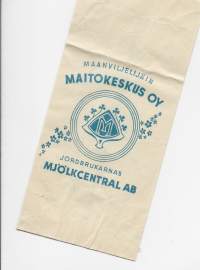 MAANVILJELIJAIN
MAITOKESKUS OY
M
JORDBRUKARNAS
MJÖLKCENTRAL AB